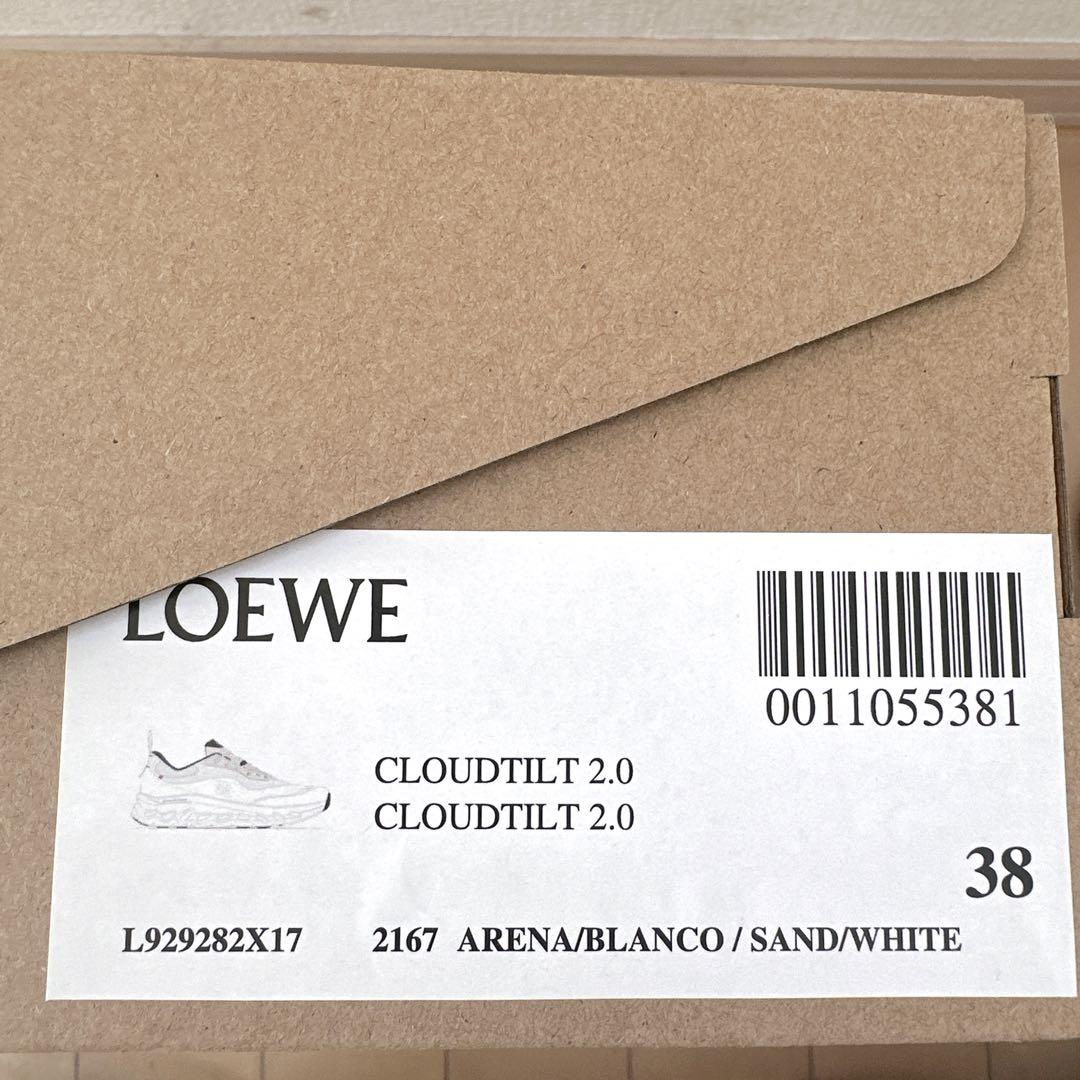 LOEWE
0011055381
CLOUDTILT 2.0
CLOUDTILT 2.0
38
L929282X17 2167 ARENA/BLANCO / SAND/WHITE